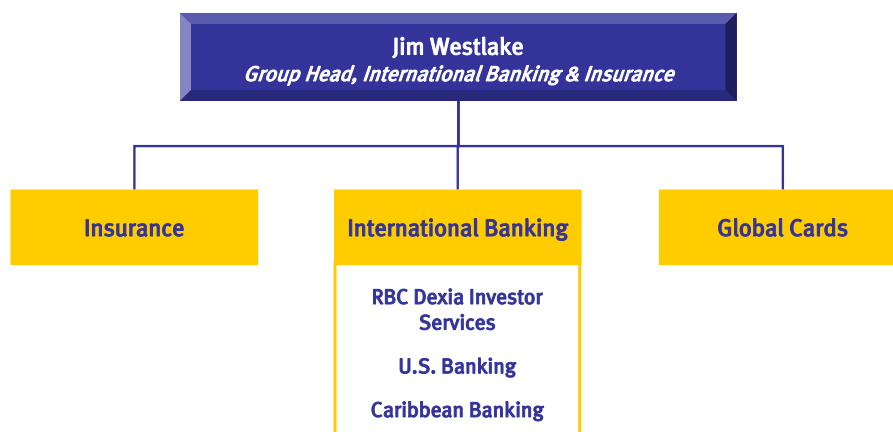 Jim Westlake
Group Head, International Banking & Insurance
Insurance
International Banking
Global Cards
RBC Dexia Investor
Services
U.S. Banking
Caribbean Banking